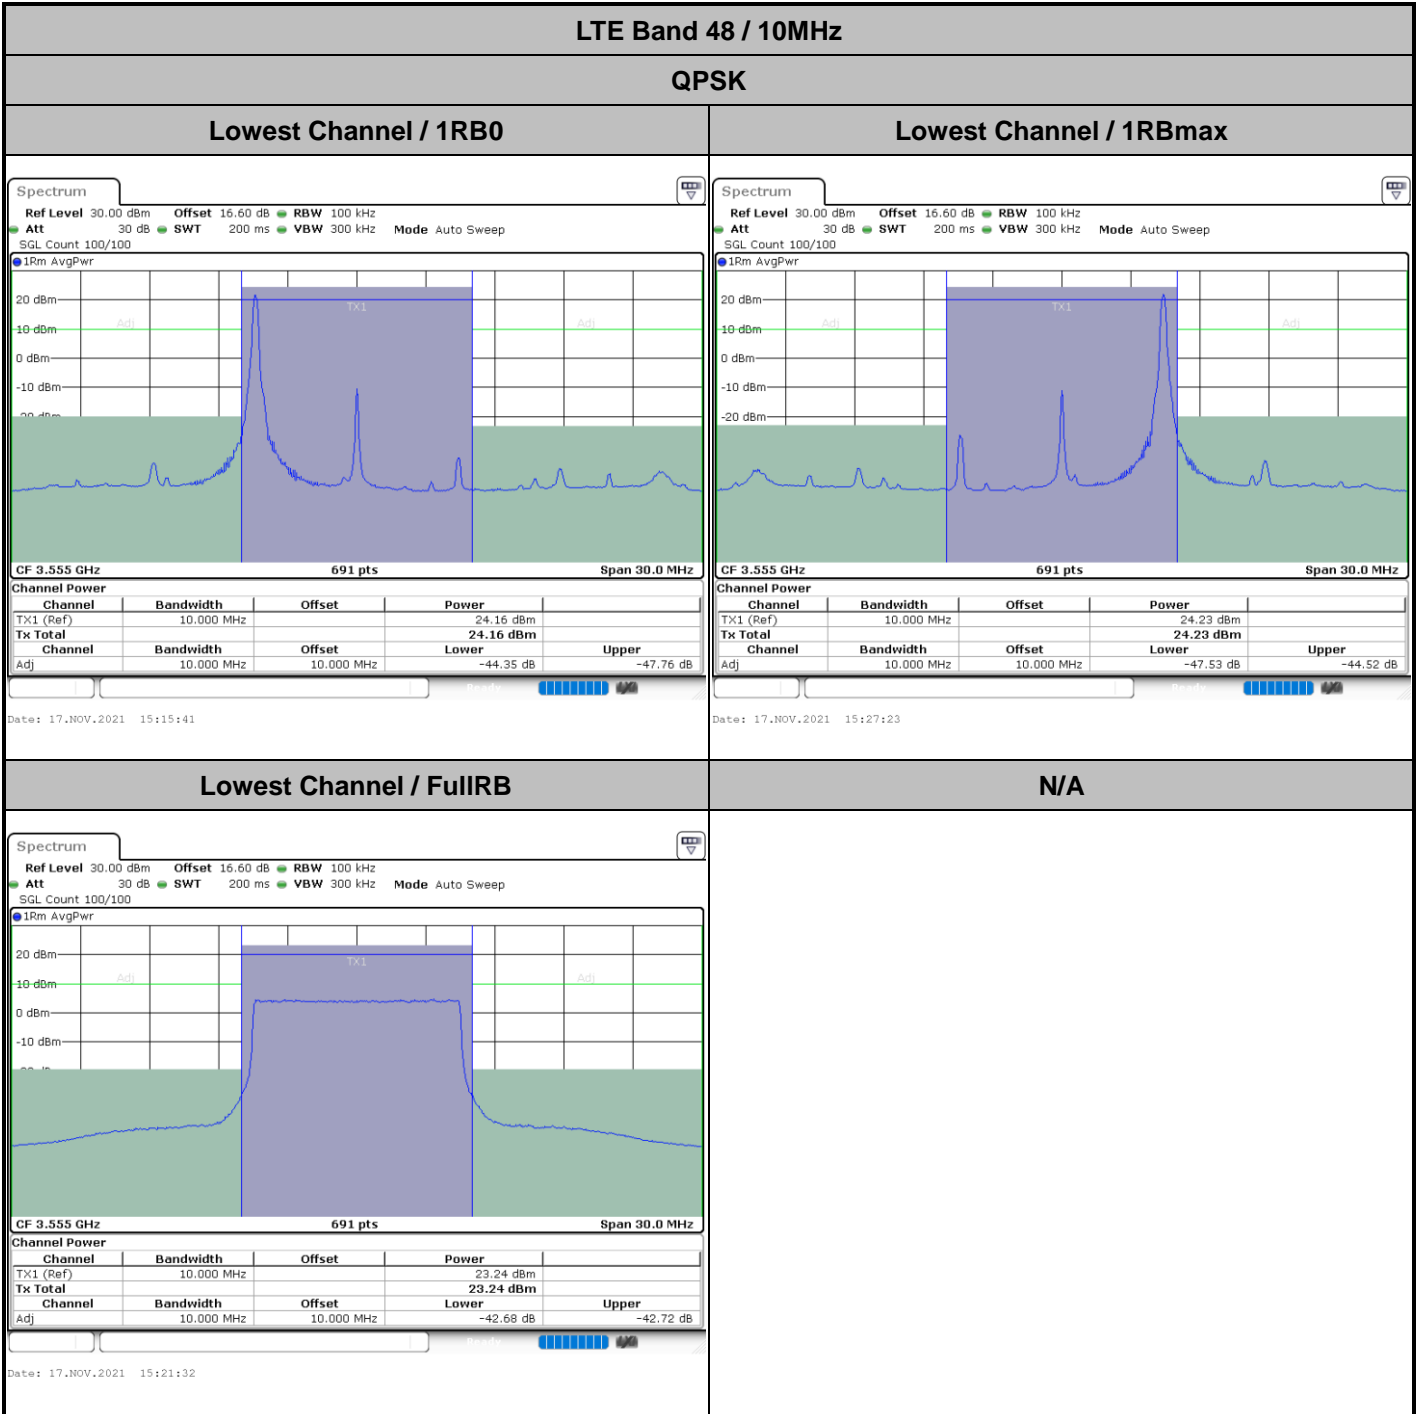 LTE Band 48 / 10MHz
QPSK
Lowest Channel / 1RB0
Lowest Channel / 1RBmax
Spectrum
Ref Level 30.00 dBm Offset 16.60 dB RBW 100 kHz
Att 30 dB SWT 200 ms VBW 300 kHz Mode Auto Sweep
SGL Count 100/100
1Rm AvgPwr
20 dBm
10 dBm
0 dBm
-10 dBm
Adj
TX1
Adj
CF 3.555 GHz 691 pts Span 30.0 MHz
Channel Power
Channel Bandwidth Offset Power
TX1 (Ref) 10.000 MHz 24.16 dBm
Tx Total 24.16 dBm
Channel Bandwidth Offset Lower Upper
Adj 10.000 MHz 10.000 MHz -44.35 dB -47.76 dB
Ready
Date: 17.NOV.2021 15:15:41
Spectrum
Ref Level 30.00 dBm Offset 16.60 dB RBW 100 kHz
Att 30 dB SWT 200 ms VBW 300 kHz Mode Auto Sweep
SGL Count 100/100
1Rm AvgPwr
20 dBm
10 dBm
0 dBm
-10 dBm
-20 dBm
Adj
TX1
Adj
CF 3.555 GHz 691 pts Span 30.0 MHz
Channel Power
Channel Bandwidth Offset Power
TX1 (Ref) 10.000 MHz 24.23 dBm
Tx Total 24.23 dBm
Channel Bandwidth Offset Lower Upper
Adj 10.000 MHz 10.000 MHz -47.53 dB -44.52 dB
Ready
Date: 17.NOV.2021 15:27:23
Lowest Channel / FullRB
N/A
Spectrum
Ref Level 30.00 dBm Offset 16.60 dB RBW 100 kHz
Att 30 dB SWT 200 ms VBW 300 kHz Mode Auto Sweep
SGL Count 100/100
1Rm AvgPwr
20 dBm
10 dBm
0 dBm
-10 dBm
Adj
TX1
Adj
CF 3.555 GHz 691 pts Span 30.0 MHz
Channel Power
Channel Bandwidth Offset Power
TX1 (Ref) 10.000 MHz 23.24 dBm
Tx Total 23.24 dBm
Channel Bandwidth Offset Lower Upper
Adj 10.000 MHz 10.000 MHz -42.68 dB -42.72 dB
Ready
Date: 17.NOV.2021 15:21:32